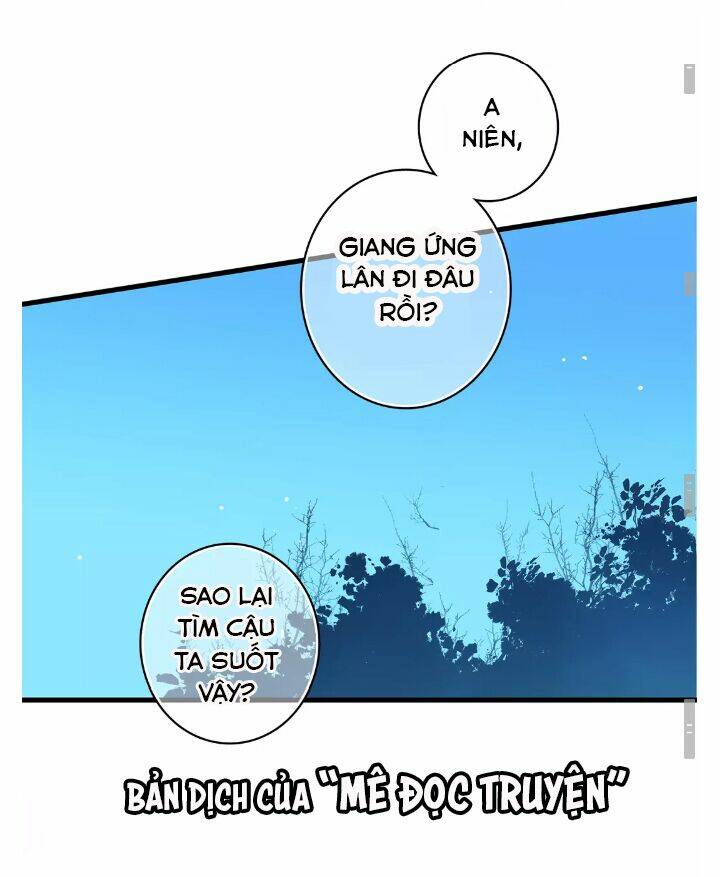 A
NIÊN,
GIANG ỨNG
LÂN ĐI ĐÂU
RỒI?
SAO LẠI
TÌM CẬU
TA SUỐT
VẬY?
BẢN DỊCH CỦA "MÊ ĐỌC TRUYỆN"